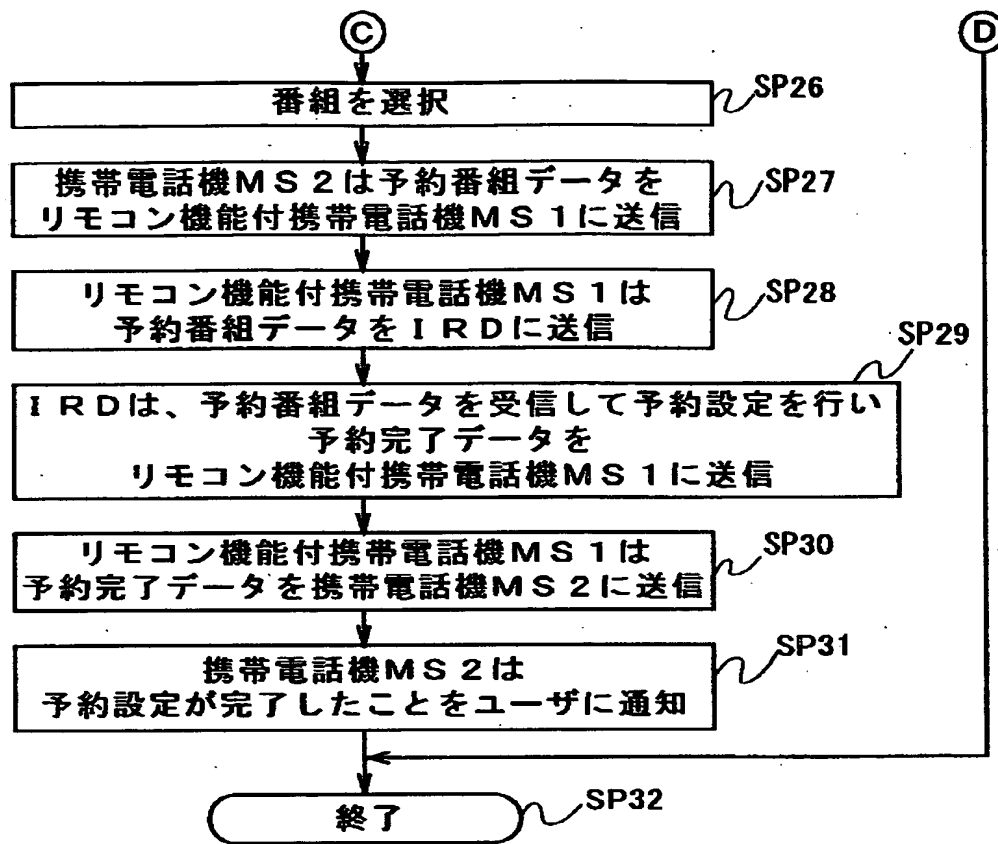 C
D
番組を選択
SP26
携帯電話機MS2は予約番組データを
リモコン機能付携帯電話機MS1に送信
SP27
リモコン機能付携帯電話機MS1は
予約番組データをIRDに送信
SP28
SP29
IRDは、予約番組データを受信して予約設定を行い
予約完了データを
リモコン機能付携帯電話機MS1に送信
リモコン機能付携帯電話機MS1は
予約完了データを携帯電話機MS2に送信
SP30
携帯電話機MS2は
予約設定が完了したことをユーザに通知
SP31
終了
SP32